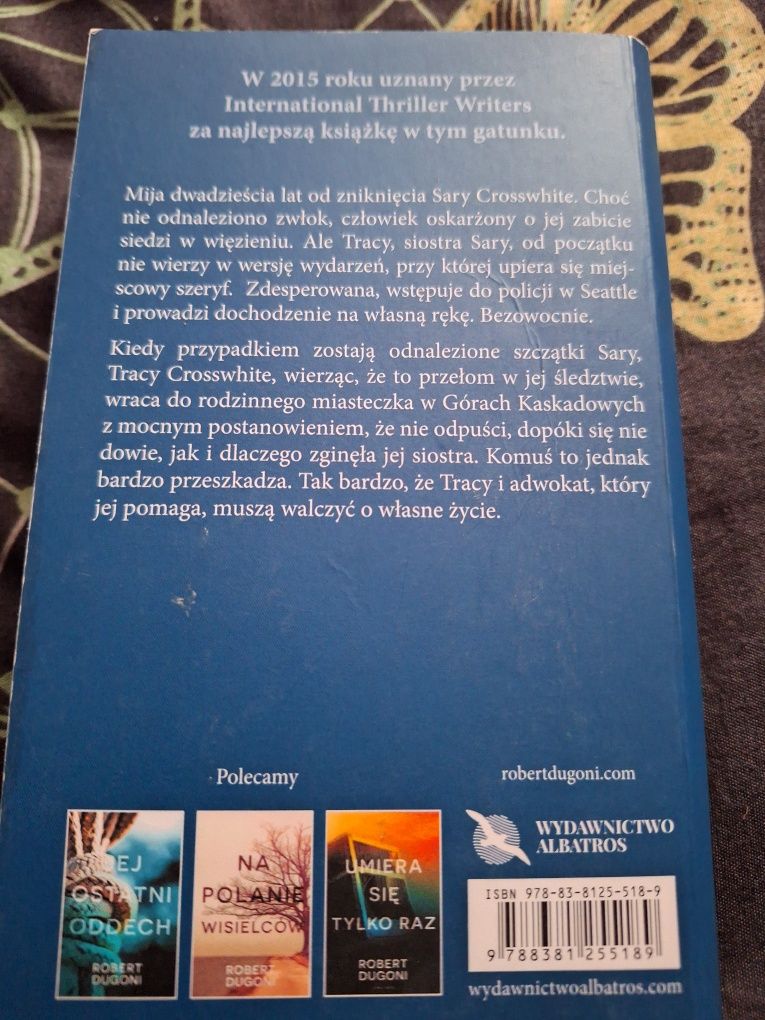 W 2015 roku uznany przez
International Thriller Writers
za najlepszą książkę w tym gatunku.
Mija dwadzieścia lat od zniknięcia Sary Crosswhite. Choć
nie odnaleziono zwłok, człowiek oskarżony o jej zabicie
siedzi w więzieniu. Ale Tracy, siostra Sary, od początku
nie wierzy w wersję wydarzeń, przy której upiera się miej-
scowy szeryf. Zdesperowana, wstępuje do policji w Seattle
i prowadzi dochodzenie na własną rękę. Bezowocnie.
Kiedy przypadkiem zostają odnalezione szczątki Sary,
Tracy Crosswhite, wierząc, że to przełom w jej śledztwie,
wraca do rodzinnego miasteczka w Górach Kaskadowych
z mocnym postanowieniem, że nie odpuści, dopóki się nie
dowie, jak i dlaczego zginęła jej siostra. Komuś to jednak
bardzo przeszkadza. Tak bardzo, że Tracy i adwokat, który
jej pomaga, muszą walczyć o własne życie.
Polecamy
robertdugoni.com
JEJ
OSTATNI
ODDECH
ROBERT
DUGONI
NA
POLANIE
WISIELCÓW
ROBERT
DUGONI
UMIERA
SIĘ
TYLKO RAZ
ROBERT
DUGONI
WYDAWNICTWO
ALBATROS
ISBN 978-83-8125-518-9
9 788381 255189
wydawnictwoalbatros.com